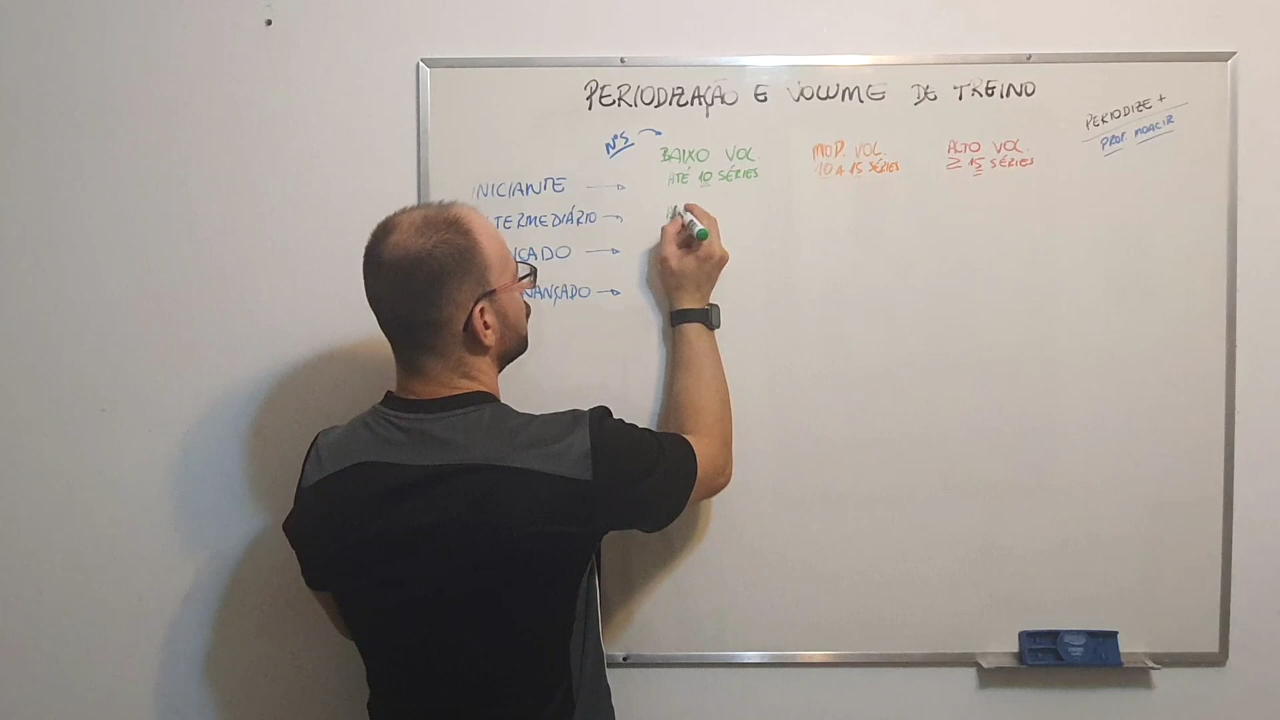 PERIODIZAÇÃO E VOLUME DE TREINO
PERIODIZE +
PROF. MOACIR
NºS
BAIXO VOL.
ATÉ 10 SÉRIES
MOD. VOL.
10 A 15 SÉRIES
ALTO VOL.
≥ 15 SÉRIES
INICIANTE
TERMEDIÁRIO
ÇADO